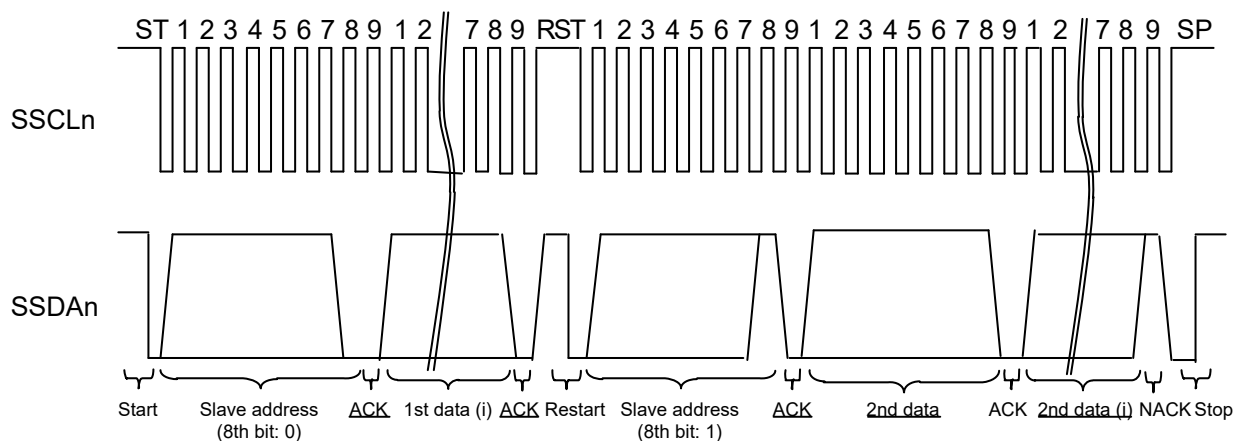 ST 1 2 3 4 5 6 7 8 9 1 2 7 8 9 RST 1 2 3 4 5 6 7 8 9 1 2 3 4 5 6 7 8 9 1 2 7 8 9 SP
SSCLn
SSDAn
Start Slave address ACK 1st data (i) ACK Restart Slave address ACK 2nd data ACK 2nd data (i) NACK Stop
(8th bit: 0) (8th bit: 1)